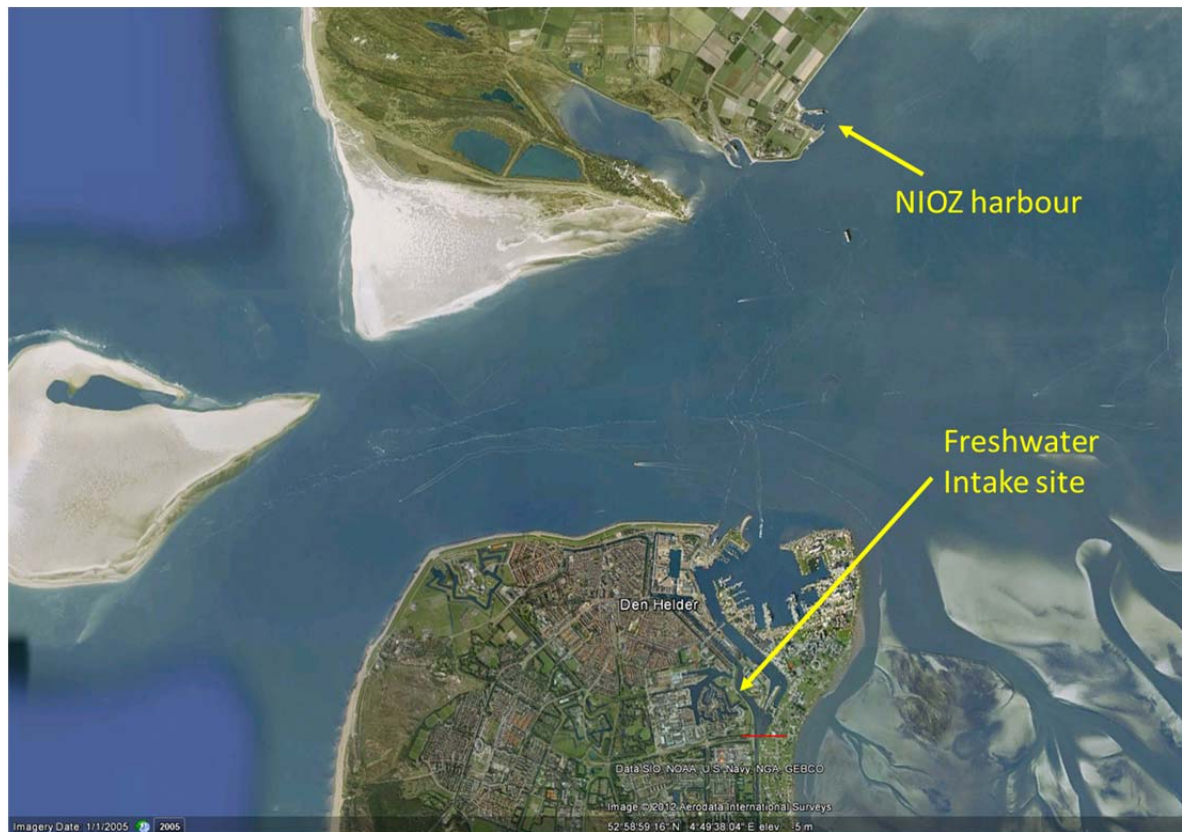 NIOZ harbour
Freshwater
Intake site
Den Helder
Data SIO, NOAA, U.S. Navy, NGA, GEBCO
Image © 2012 Aerodata International Surveys
Imagery Date: 1/1/2005 2005
52°58'59.16" N 4°49'38.04" E elev -5 m